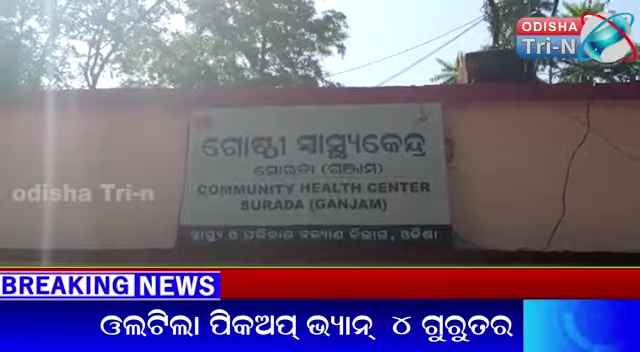 ODISHA
Tri-N
ଗୋଷ୍ଠୀ ସ୍ୱାସ୍ଥ୍ୟକେନ୍ଦ୍ର
ସୋରଡା (ଗଞ୍ଜାମ)
COMMUNITY HEALTH CENTER
SURADA (GANJAM)
ସ୍ୱାସ୍ଥ୍ୟ ଓ ପରିବାର କଲ୍ୟାଣ ବିଭାଗ, ଓଡିଶା
odisha Tri-n
BREAKING NEWS
ଓଲଟିଲା ପିକଅପ୍ ଭ୍ୟାନ୍ ୪ ଗୁରୁତର